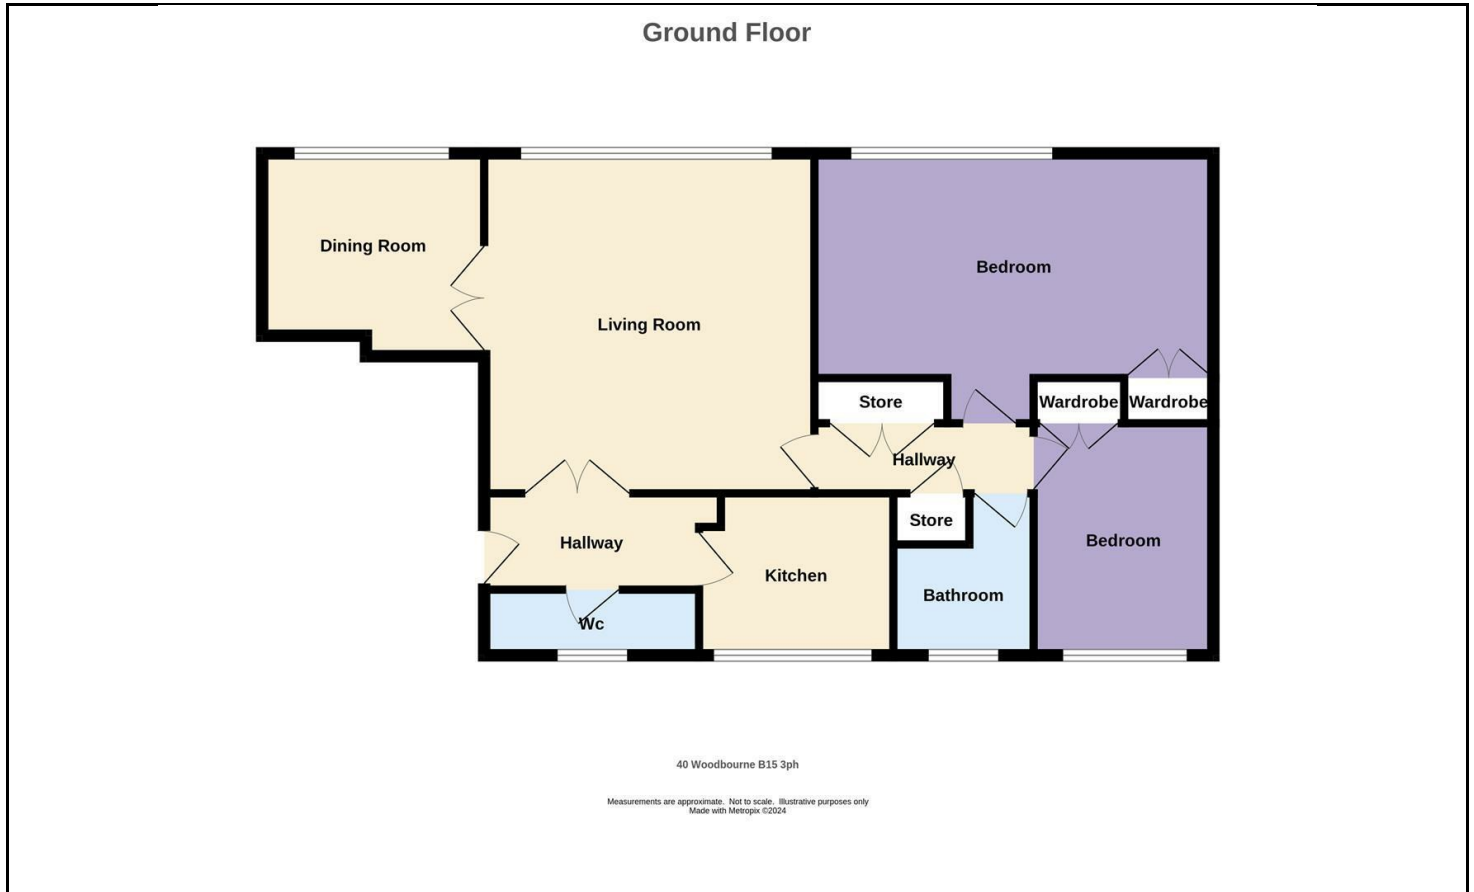 Ground Floor
Dining Room
Living Room
Bedroom
Store
Wardrobe
Wardrobe
Hallway
Store
Hallway
Kitchen
Bedroom
Bathroom
Wc
40 Woodbourne B15 3ph
Measurements are approximate. Not to scale. Illustrative purposes only
Made with Metropix ©2024